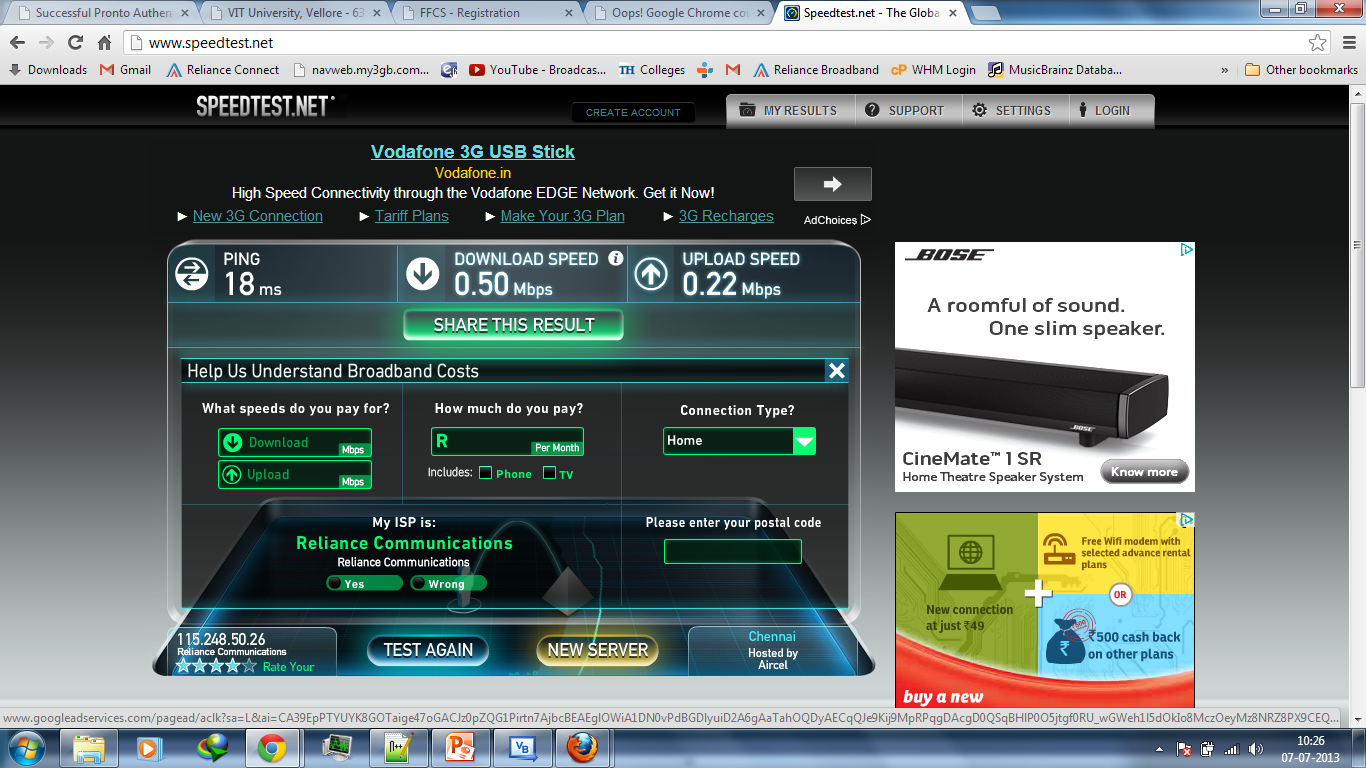 Successful Pronto Authen
VIT University, Vellore - 63
FFCS - Registration
Oops! Google Chrome co
Speedtest.net - The Globa
www.speedtest.net
Downloads
Gmail
Reliance Connect
navweb.my3gb.com...
YouTube - Broadcas...
TH Colleges
Reliance Broadband
cP WHM Login
MusicBrainz Databa...
»
Other bookmarks
SPEEDTEST.NET
CREATE ACCOUNT
MY RESULTS
SUPPORT
SETTINGS
LOGIN
Vodafone 3G USB Stick
Vodafone.in
High Speed Connectivity through the Vodafone EDGE Network. Get it Now!
► New 3G Connection
► Tariff Plans
► Make Your 3G Plan
► 3G Recharges
AdChoices
PING
18 ms
DOWNLOAD SPEED
0.50 Mbps
UPLOAD SPEED
0.22 Mbps
SHARE THIS RESULT
Help Us Understand Broadband Costs
What speeds do you pay for?
Download Mbps
Upload Mbps
How much do you pay?
R Per Month
Includes: Phone TV
Connection Type?
Home
My ISP is:
Reliance Communications
Reliance Communications
Yes Wrong
Please enter your postal code
115.248.50.26
Reliance Communications
Rate Your
TEST AGAIN
NEW SERVER
Chennai
Hosted by
Aircel
BOSE
A roomful of sound.
One slim speaker.
BOSE
CineMate™ 1 SR
Home Theatre Speaker System
Know more
New connection
at just ₹49
Free Wifi modem with
selected advance rental
plans
OR
₹500 cash back
on other plans
buy a new
10:26
07-07-2013